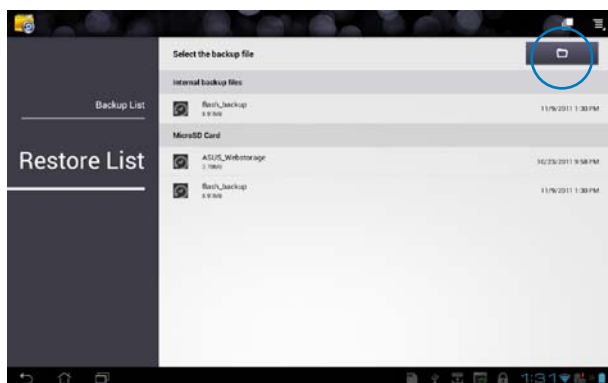 Select the backup file
Internal backup files
Backup List
flash_backup
11/9/2011 1:30 PM
MicroSD Card
Restore List
ASUS_Webstorage
10/23/2011 9:58 PM
flash_backup
11/9/2011 1:30 PM
1:31